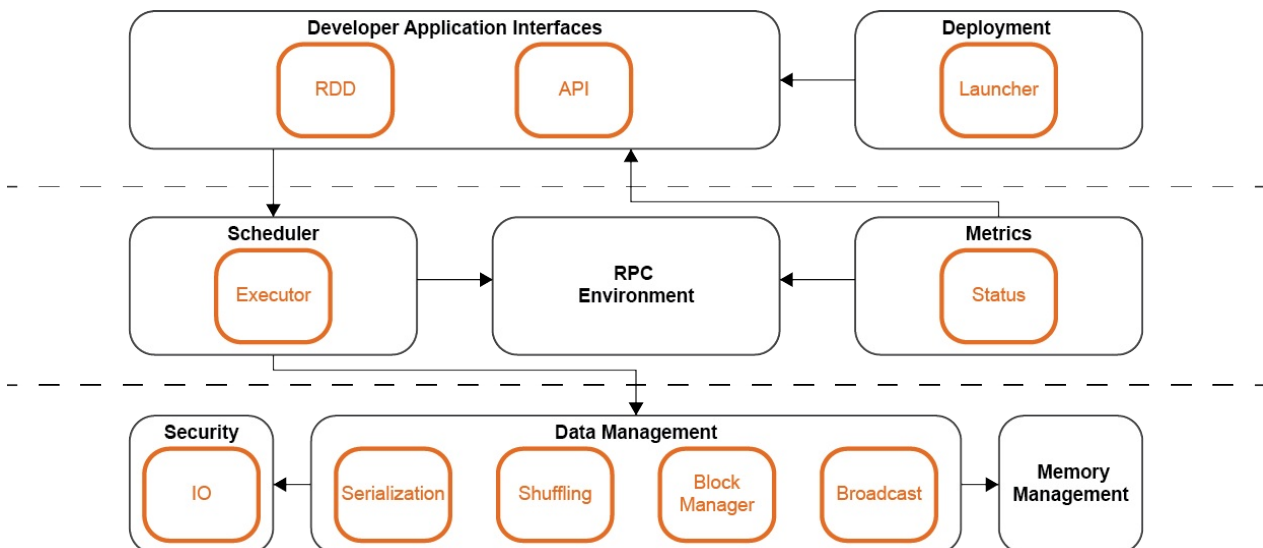 Developer Application Interfaces
RDD
API
Deployment
Launcher
Scheduler
Executor
RPC
Environment
Metrics
Status
Security
IO
Data Management
Serialization
Shuffling
Block
Manager
Broadcast
Memory
Management